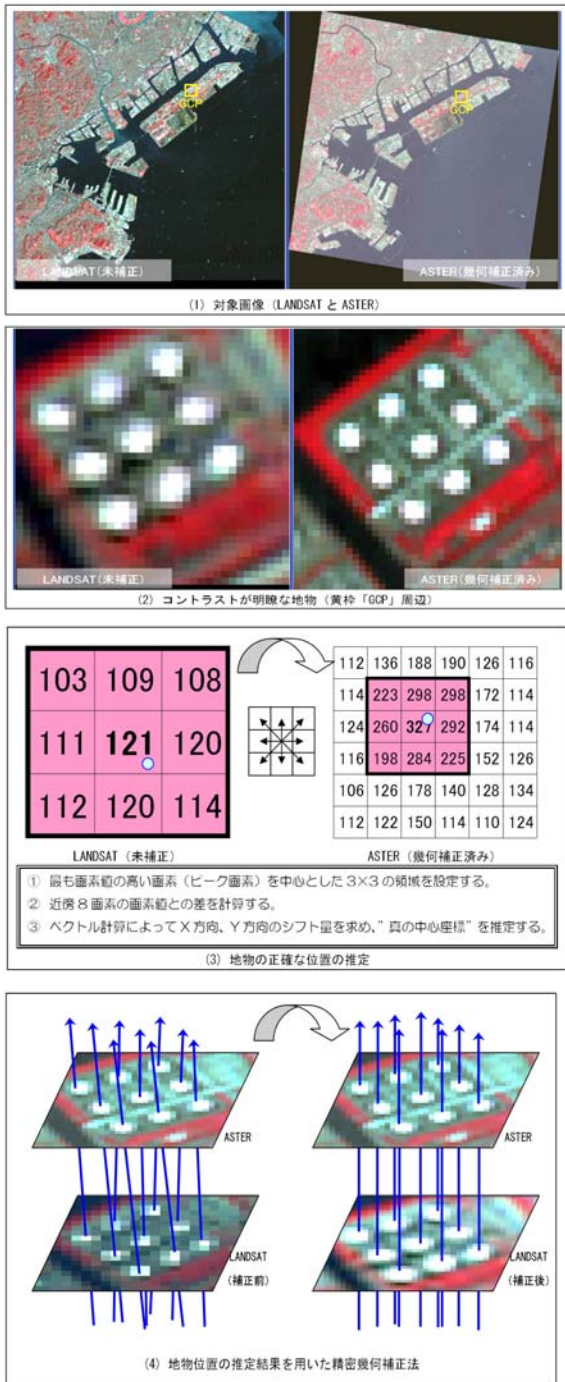 GCP
GCP
LANDSAT(未補正)
ASTER(幾何補正済み)
(1) 対象画像 (LANDSAT と ASTER)
LANDSAT(未補正)
ASTER(幾何補正済み)
(2) コントラストが明瞭な地物 (黄枠「GCP」周辺)
103 109 108
111 121 120
112 120 114
LANDSAT (未補正)
112 136 188 190 126 116
114 223 298 298 172 114
124 260 327 292 174 114
116 198 284 225 152 126
106 126 178 140 128 134
112 122 150 114 110 124
ASTER (幾何補正済み)
① 最も画素値の高い画素(ピーク画素)を中心とした3×3の領域を設定する。
② 近傍8画素の画素値との差を計算する。
③ ベクトル計算によってX方向、Y方向のシフト量を求め、”真の中心座標”を推定する。
(3) 地物の正確な位置の推定
ASTER
LANDSAT
(補正前)
ASTER
LANDSAT
(補正後)
(4) 地物位置の推定結果を用いた精密幾何補正法